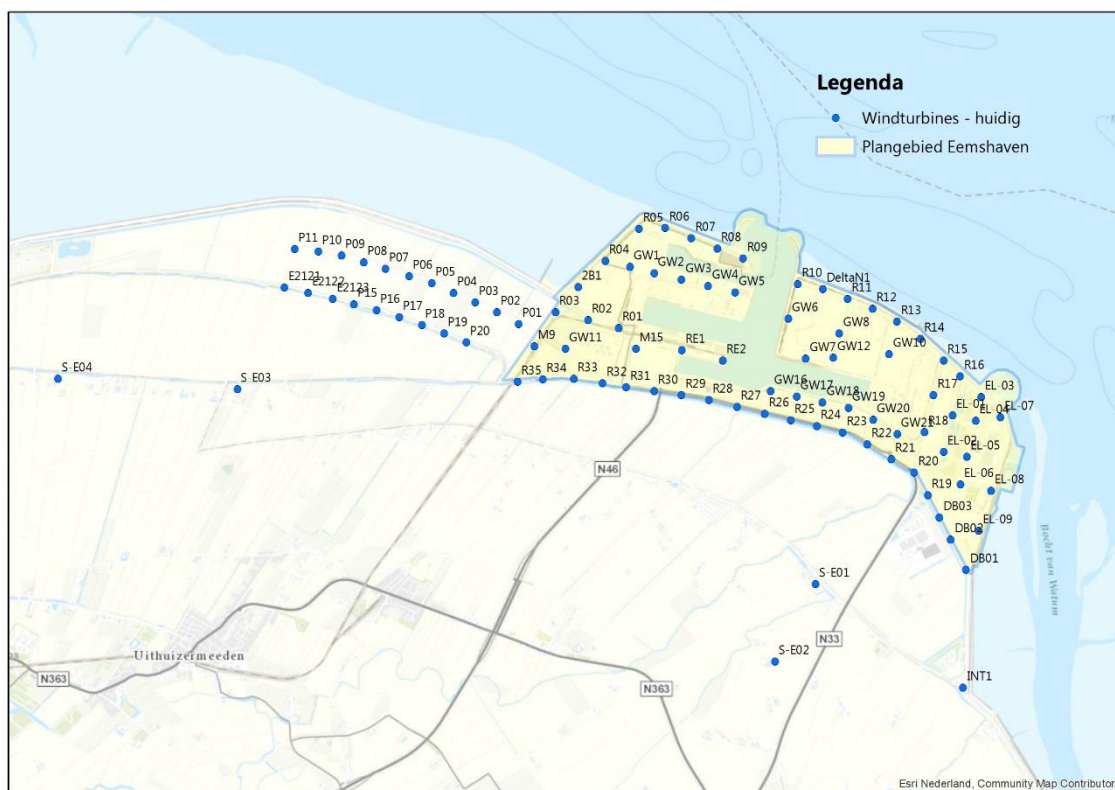 Legenda
Windturbines - huidig
Plangebied Eemshaven
R05
R06
R07
R08
R09
P11
P10
P09
P08
P07
P06
P05
P04
P03
P02
P01
R04
GW1
GW2
GW3
GW4
GW5
R10
DeltaN1
R11
R12
R13
R14
R15
R16
E2121
E2122
E2123
P15
P16
P17
P18
P19
P20
2B1
R03
R02
R01
GW6
GW8
GW7
GW12
GW10
M9
GW11
M15
RE1
RE2
S-E04
S-E03
R35
R34
R33
R32
R31
R30
R29
R28
R27
R26
R25
R24
R23
R22
R21
R20
R19
GW16
GW17
GW18
GW19
GW20
GW21
R17
R18
EL-03
EL-01
EL-04
EL-07
EL-02
EL-05
EL-06
EL-08
EL-09
DB03
DB02
DB01
N46
Bocht van Watum
S-E01
N33
S-E02
Uithuizermeeden
N363
N363
INT1
Esri Nederland, Community Map Contributor